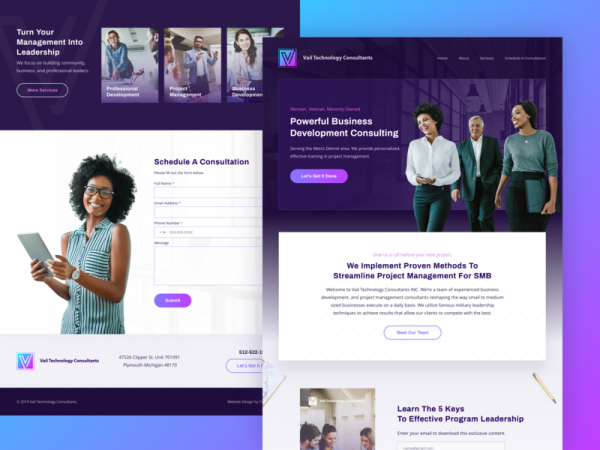 Turn Your
Management Into
Leadership
We focus on building community,
business, and professional leaders.
More Services
Professional
Development
Project
Management
Business
Development
Schedule A Consultation
Please fill out the form below.
Full Name *
Email Address *
Phone Number *
Message
Submit
Vail Technology Consultants
47526 Clipper St. Unit 701991
Plymouth Michigan 48170
512-522-1
Let's Get It D
© 2019 Vail Technology Consultants.
Website Design by
Vail Technology Consultants
Home
About
Services
Schedule A Consultation
Woman, Veteran, Minority Owned
Powerful Business
Development Consulting
Serving the Metro Detroit area. We provide personalized,
effective training in project management.
Let's Get It Done
Give us a call before your next project.
We Implement Proven Methods To
Streamline Project Management For SMB
Welcome to Vail Technology Consultants INC. We're a team of experienced business
development, and project management consultants reshaping the way small to medium
sized businesses execute on a daily basis. We utilize famous military leadership
techniques to achieve results that allow our clients to compete with the best.
Meet Our Team
Vail Technology Consultants
Learn The 5 Keys
To Effective Program Leadership
Enter your email to download this exclusive content.